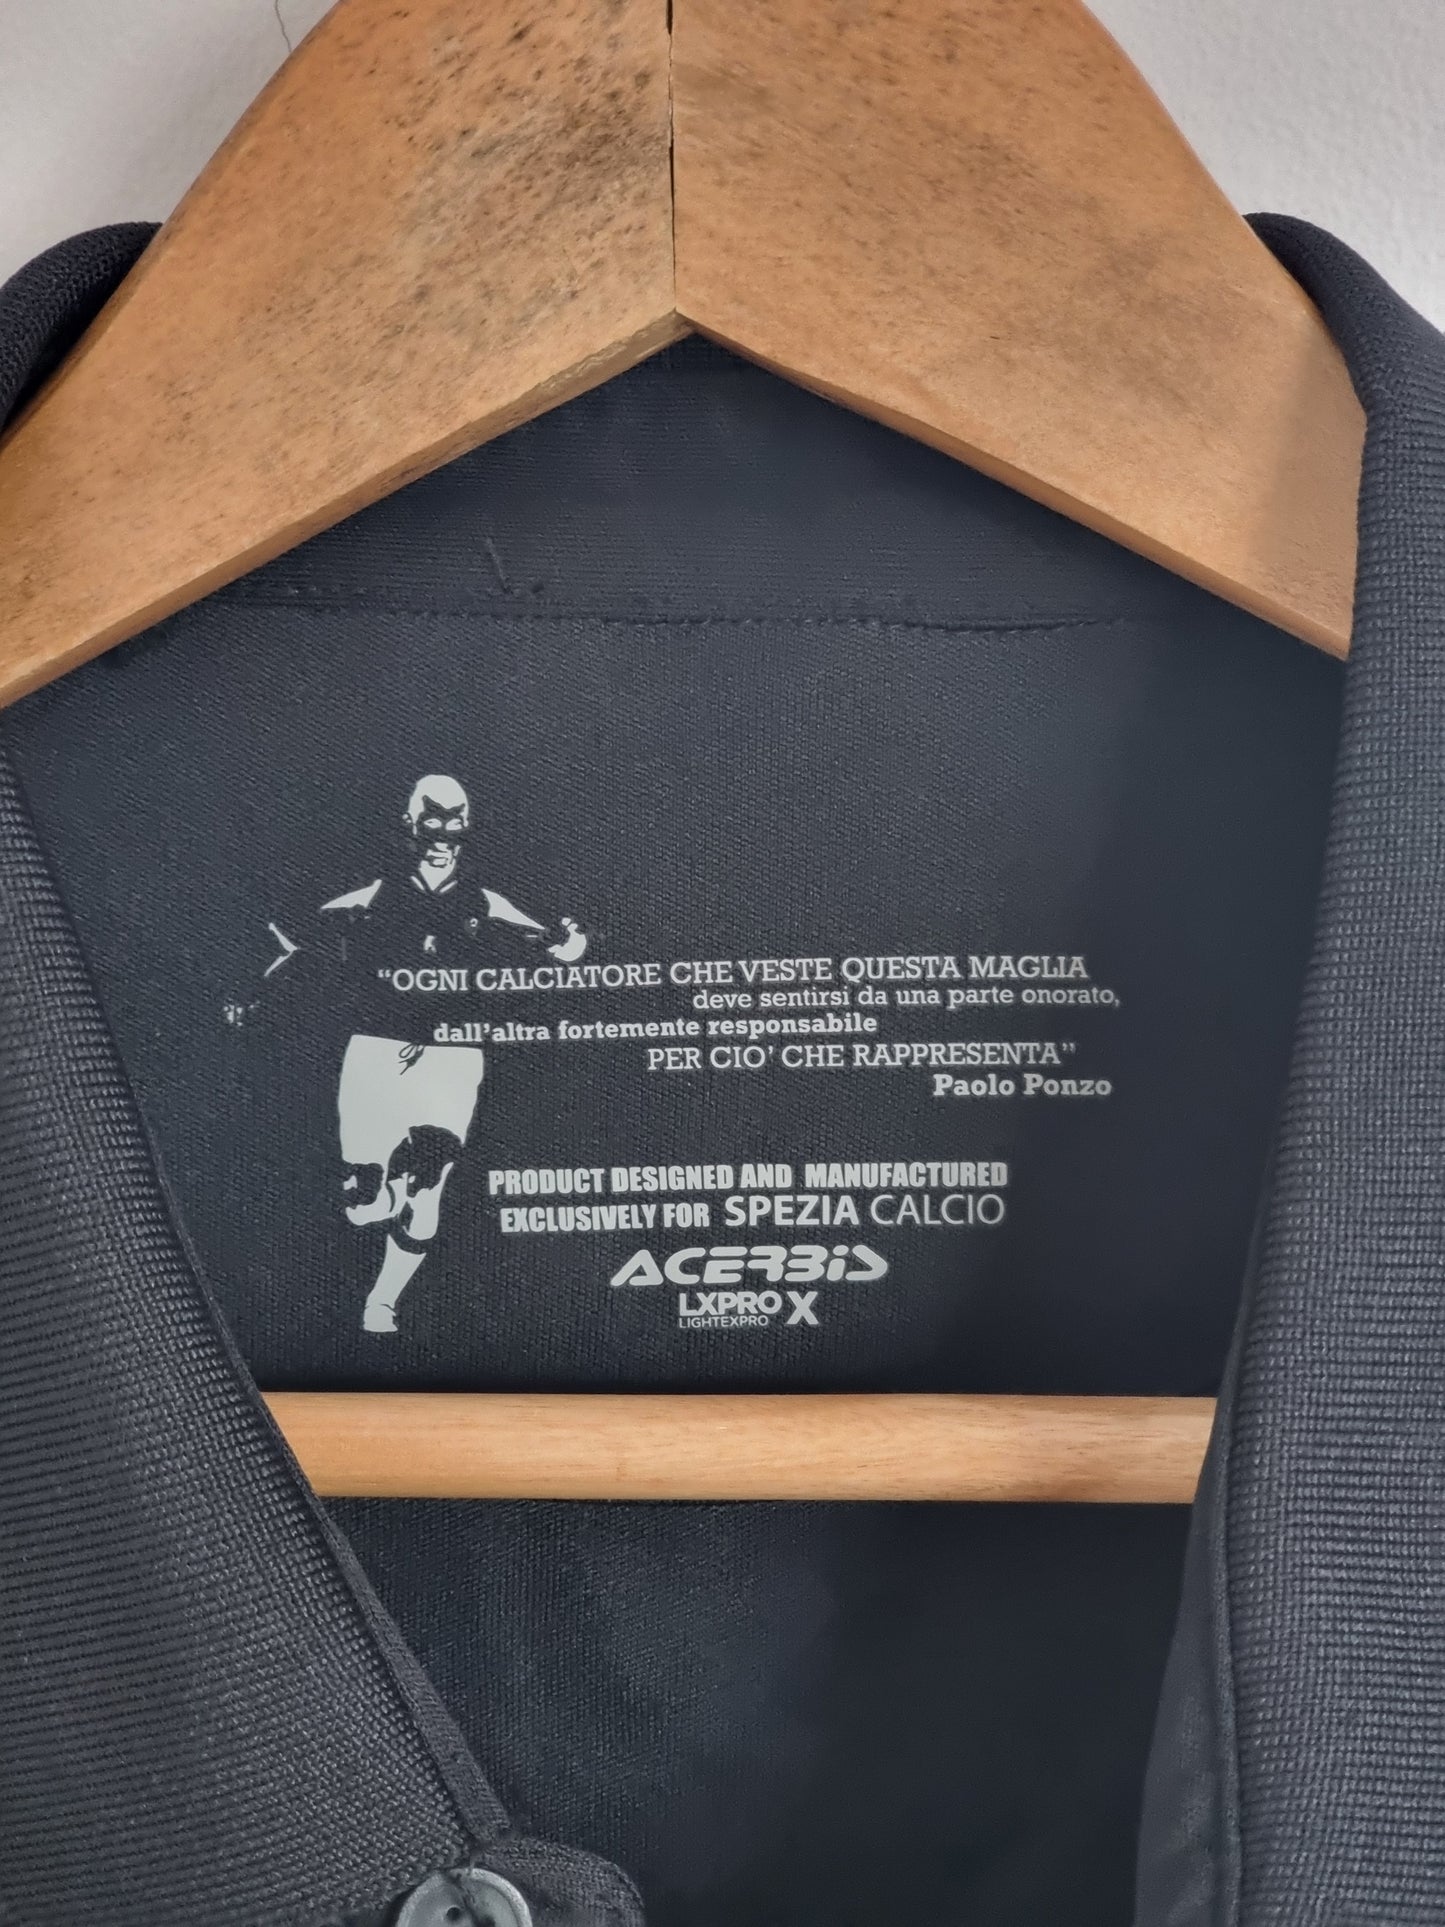 “OGNI CALCIATORE CHE VESTE QUESTA MAGLIA
deve sentirsi da una parte onorato,
dall'altra fortemente responsabile
PER CIO' CHE RAPPRESENTA”
Paolo Ponzo
PRODUCT DESIGNED AND MANUFACTURED
EXCLUSIVELY FOR SPEZIA CALCIO
ACERBIS
LXPRO X
LIGHTEXPRO